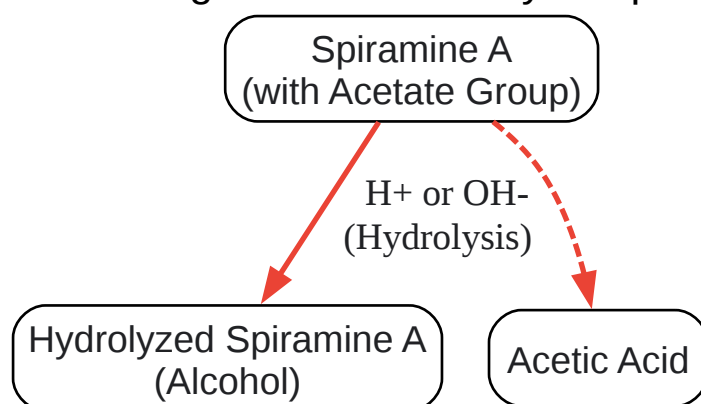 Spiramine A
(with Acetate Group)
H+ or OH-
(Hydrolysis)
Hydrolyzed Spiramine A
(Alcohol)
Acetic Acid